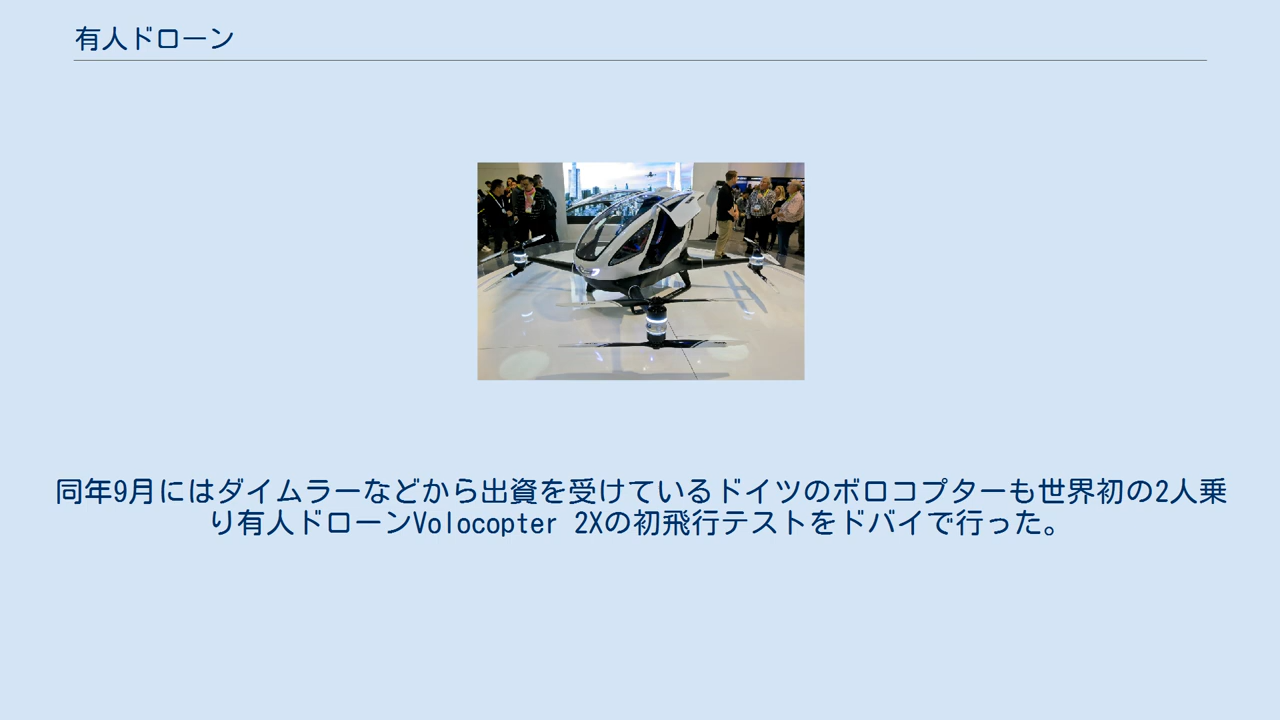 有人ドローン
同年9月にはダイムラーなどから出資を受けているドイツのボロコプターも世界初の2人乗
り有人ドローンVolocopter 2Xの初飛行テストをドバイで行った。